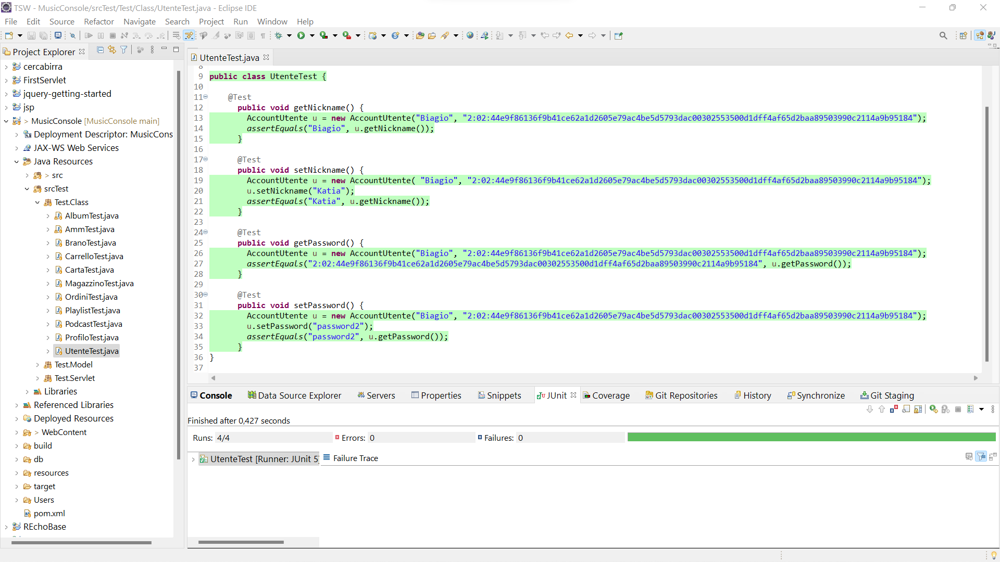 TSW - MusicConsole/srcTest/Test/Class/UtenteTest.java - Eclipse IDE
File Edit Source Refactor Navigate Search Project Run Window Help
Project Explorer
cercabirra
FirstServlet
jquery-getting-started
jsp
> MusicConsole [MusicConsole main]
Deployment Descriptor: MusicCons
JAX-WS Web Services
Java Resources
> src
srcTest
Test.Class
AlbumTest.java
AmmTest.java
BranoTest.java
CarrelloTest.java
CartaTest.java
MagazzinoTest.java
OrdiniTest.java
PlaylistTest.java
PodcastTest.java
ProfiloTest.java
UtenteTest.java
Test.Model
Test.Servlet
Libraries
Referenced Libraries
Deployed Resources
> WebContent
build
db
resources
target
Users
pom.xml
REchoBase
UtenteTest.java
8
9 public class UtenteTest {
10
11 @Test
12 public void getNickname() {
13 AccountUtente u = new AccountUtente("Biagio", "2:02:44e9f86136f9b41ce62a1d2605e79ac4be5d5793dac00302553500d1dff4af65d2baa89503990c2114a9b95184");
14 assertEquals("Biagio", u.getNickname());
15 }
16
17 @Test
18 public void setNickname() {
19 AccountUtente u = new AccountUtente( "Biagio", "2:02:44e9f86136f9b41ce62a1d2605e79ac4be5d5793dac00302553500d1dff4af65d2baa89503990c2114a9b95184");
20 u.setNickname("Katia");
21 assertEquals("Katia", u.getNickname());
22 }
23
24 @Test
25 public void getPassword() {
26 AccountUtente u = new AccountUtente("Biagio", "2:02:44e9f86136f9b41ce62a1d2605e79ac4be5d5793dac00302553500d1dff4af65d2baa89503990c2114a9b95184");
27 assertEquals("2:02:44e9f86136f9b41ce62a1d2605e79ac4be5d5793dac00302553500d1dff4af65d2baa89503990c2114a9b95184", u.getPassword());
28 }
29
30 @Test
31 public void setPassword() {
32 AccountUtente u = new AccountUtente("Biagio", "2:02:44e9f86136f9b41ce62a1d2605e79ac4be5d5793dac00302553500d1dff4af65d2baa89503990c2114a9b95184");
33 u.setPassword("password2");
34 assertEquals("password2", u.getPassword());
35 }
36 }
37
Console Data Source Explorer Servers Properties Snippets JUnit Coverage Git Repositories History Synchronize Git Staging
Finished after 0,427 seconds
Runs: 4/4 Errors: 0 Failures: 0
UtenteTest [Runner: JUnit 5] Failure Trace